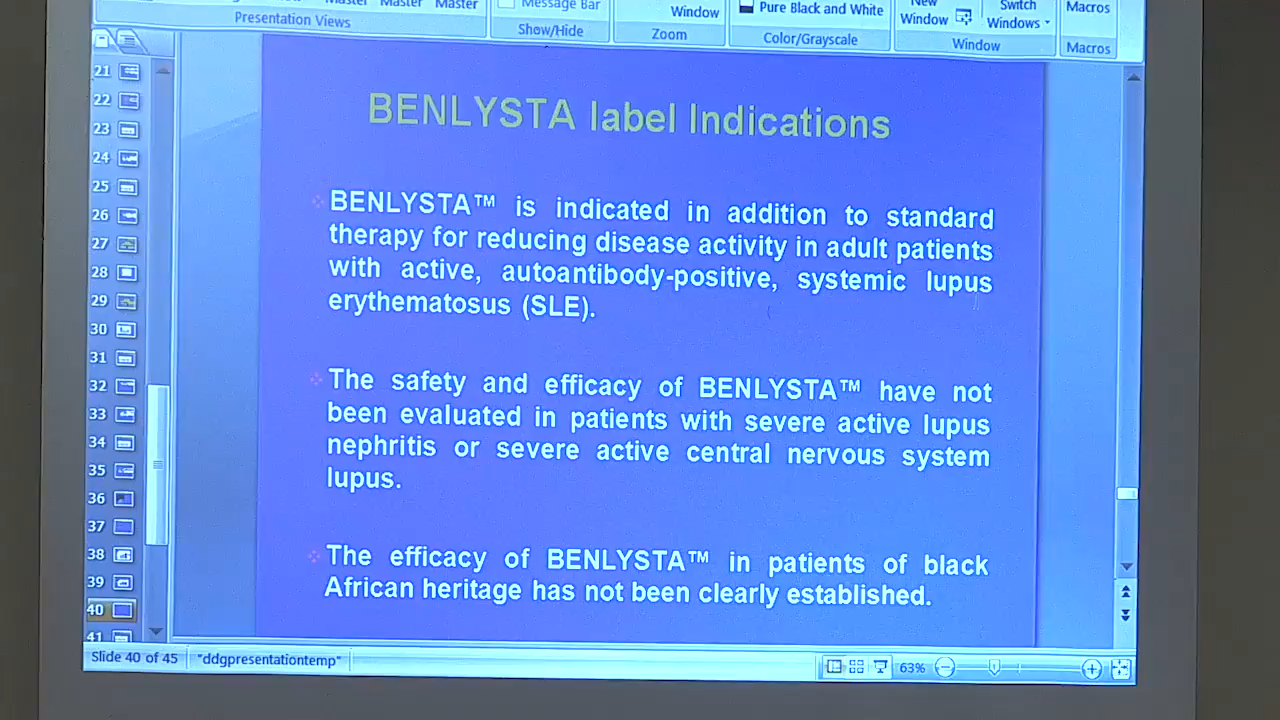 Master Master Master
Message Bar
Window
Pure Black and White
New
Window
Switch
Windows
Macros
Presentation Views
Show/Hide
Zoom
Color/Grayscale
Window
Macros
21
22
23
24
25
26
27
28
29
30
31
32
33
34
35
36
37
38
39
40
41
BENLYSTA label Indications
BENLYSTA™ is indicated in addition to standard
therapy for reducing disease activity in adult patients
with active, autoantibody-positive, systemic lupus
erythematosus (SLE).
The safety and efficacy of BENLYSTA™ have not
been evaluated in patients with severe active lupus
nephritis or severe active central nervous system
lupus.
The efficacy of BENLYSTA™ in patients of black
African heritage has not been clearly established.
Slide 40 of 45 "ddgpresentationtemp" 63%